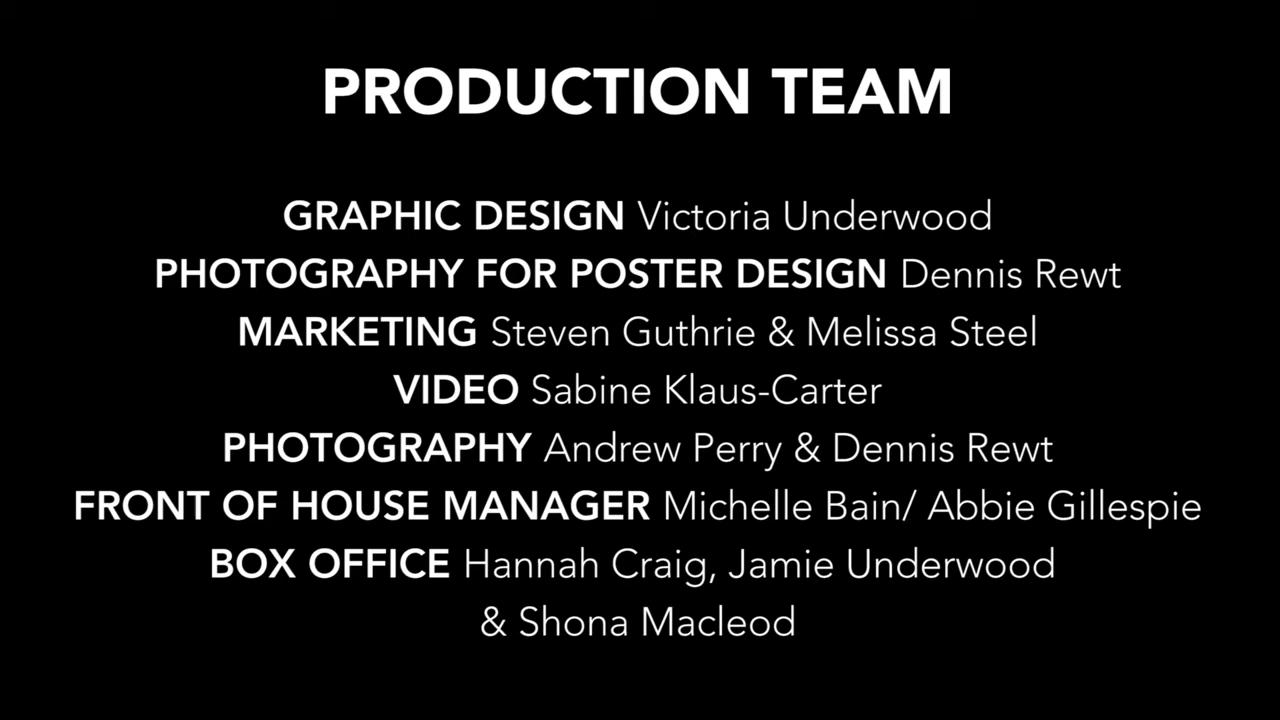 PRODUCTION TEAM
GRAPHIC DESIGN Victoria Underwood
PHOTOGRAPHY FOR POSTER DESIGN Dennis Rewt
MARKETING Steven Guthrie & Melissa Steel
VIDEO Sabine Klaus-Carter
PHOTOGRAPHY Andrew Perry & Dennis Rewt
FRONT OF HOUSE MANAGER Michelle Bain/ Abbie Gillespie
BOX OFFICE Hannah Craig, Jamie Underwood
& Shona Macleod